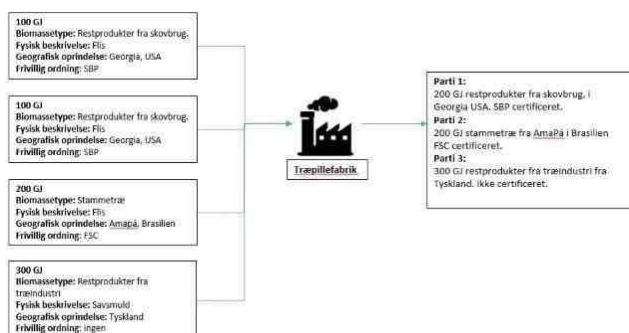 100 GJ
Biomassetype: Restprodukter fra skovbrug.
Fysisk beskrivelse: Flis
Geografisk oprindelse: Georgia, USA
Frivillig ordning: SBP
100 GJ
Biomassetype: Restprodukter fra skovbrug.
Fysisk beskrivelse: Flis
Geografisk oprindelse: Georgia, USA
Frivillig ordning: SBP
200 GJ
Biomassetype: Stammetræ
Fysisk beskrivelse: Flis
Geografisk oprindelse: Amapá, Brasilien
Frivillig ordning: FSC
300 GJ
Biomassetype: Restprodukter fra
træindustri
Fysisk beskrivelse: Savsmuld
Geografisk oprindelse: Tyskland
Frivillig ordning: ingen
Træpillefabrik
Parti 1:
200 GJ restprodukter fra skovbrug, i
Georgia USA. SBP certificeret.
Parti 2:
200 GJ stammetræ fra AmaPá i Brasilien
FSC certificeret.
Parti 3:
300 GJ restprodukter fra træindustri fra
Tyskland. Ikke certificeret.